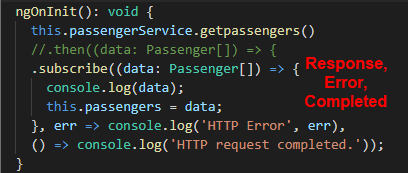 ngOnInit(): void {
this.passengerService.getpassengers()
//.then((data: Passenger[]) => {
.subscribe((data: Passenger[]) => {
console.log(data);
this.passengers = data;
}, err => console.log('HTTP Error', err),
() => console.log('HTTP request completed.'));
}
Response,
Error,
Completed